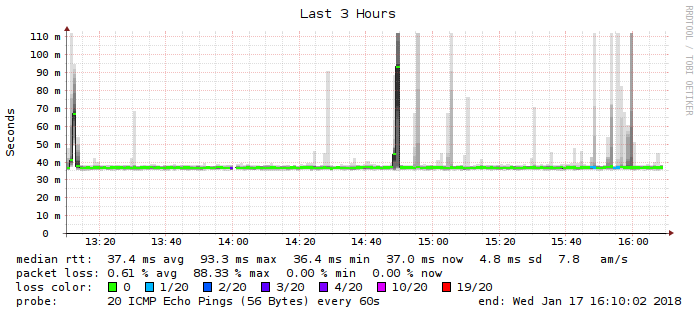 Last 3 Hours
RRDTOOL / TOBI OETIKER
Seconds
110 m
100 m
90 m
80 m
70 m
60 m
50 m
40 m
30 m
20 m
10 m
0
13:20 13:40 14:00 14:20 14:40 15:00 15:20 15:40 16:00
median rtt: 37.4 ms avg 93.3 ms max 36.4 ms min 37.0 ms now 4.8 ms sd 7.8 am/s
packet loss: 0.61 % avg 88.33 % max 0.00 % min 0.00 % now
loss color: 0 1/20 2/20 3/20 4/20 10/20 19/20
probe: 20 ICMP Echo Pings (56 Bytes) every 60s end: Wed Jan 17 16:10:02 2018